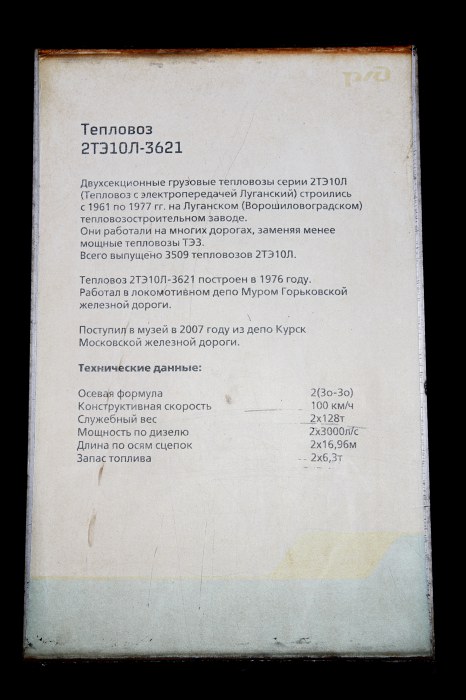 Тепловоз
2ТЭ10Л-3621
Двухсекционные грузовые тепловозы серии 2ТЭ10Л
(Тепловоз с электропередачей Луганский) строились
с 1961 по 1977 гг. на Луганском (Ворошиловоградском)
тепловозостроительном заводе.
Они работали на многих дорогах, заменяя менее
мощные тепловозы ТЭ3.
Всего выпущено 3509 тепловозов 2ТЭ10Л.
Тепловоз 2ТЭ10Л-3621 построен в 1976 году.
Работал в локомотивном депо Муром Горьковской
железной дороги.
Поступил в музей в 2007 году из депо Курск
Московской железной дороги.
Технические данные:
Осевая формула 2(3о-3о)
Конструктивная скорость 100 км/ч
Служебный вес 2х128т
Мощность по дизелю 2х3000л/с
Длина по осям сцепок 2х16,96м
Запас топлива 2х6,3т